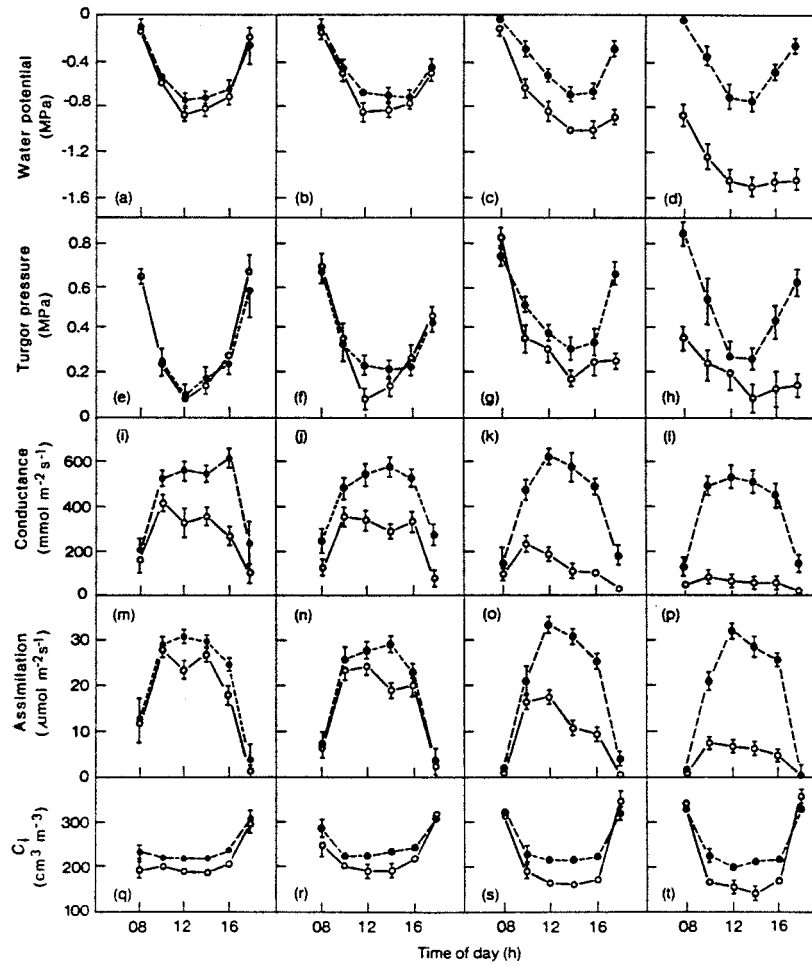 Water potential
(MPa)
0
-0.4
-0.8
-1.2
-1.6
(a)
(b)
(c)
(d)
Turgor pressure
(MPa)
0.8
0.6
0.4
0.2
0
(e)
(f)
(g)
(h)
Conductance
(mmol m-2 s-1)
600
400
200
0
(i)
(j)
(k)
(l)
Assimilation
(μmol m-2 s-1)
30
20
10
0
(m)
(n)
(o)
(p)
Ci
(cm3 m-3)
300
200
100
(q)
(r)
(s)
(t)
08 12 16 08 12 16 08 12 16 08 12 16
Time of day (h)